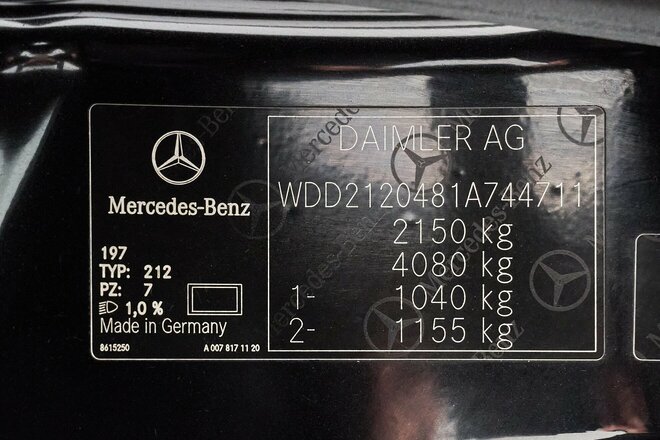 Mercedes-Benz
197
TYP: 212
PZ: 7
1,0 %
Made in Germany
8615250
A 007 817 11 20
DAIMLER AG
WDD2120481A744711
2150 kg
4080 kg
1- 1040 kg
2- 1155 kg